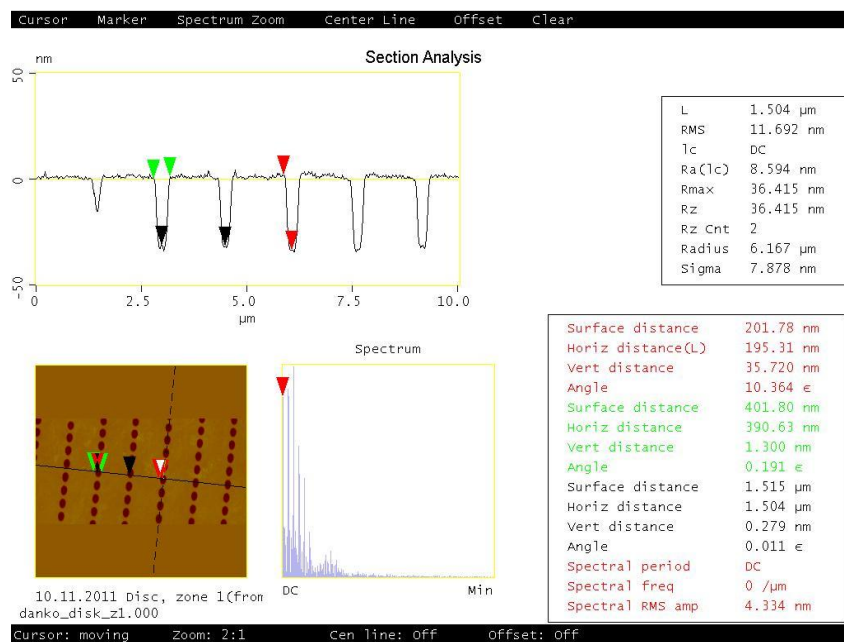 Cursor Marker Spectrum Zoom Center Line Offset Clear
Section Analysis
nm
50
0
-50
0 2.5 5.0 7.5 10.0
µm
L 1.504 µm
RMS 11.692 nm
lc DC
Ra(lc) 8.594 nm
Rmax 36.415 nm
Rz 36.415 nm
Rz Cnt 2
Radius 6.167 µm
Sigma 7.878 nm
Spectrum
DC Min
Surface distance 201.78 nm
Horiz distance(L) 195.31 nm
Vert distance 35.720 nm
Angle 10.364 є
Surface distance 401.80 nm
Horiz distance 390.63 nm
Vert distance 1.300 nm
Angle 0.191 є
Surface distance 1.515 µm
Horiz distance 1.504 µm
Vert distance 0.279 nm
Angle 0.011 є
Spectral period DC
Spectral freq 0 /µm
Spectral RMS amp 4.334 nm
10.11.2011 Disc, zone 1(from
danko_disk_z1.000
Cursor: moving Zoom: 2:1 Cen line: Off Offset: Off